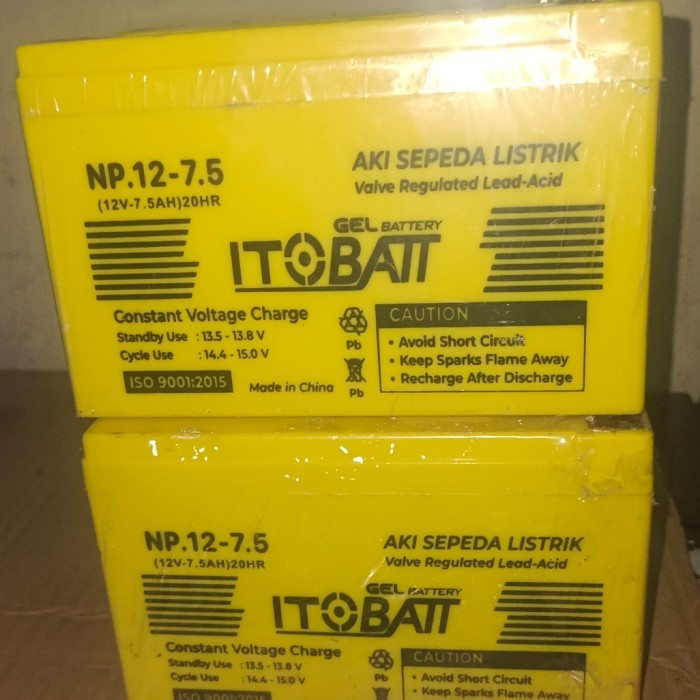 NP.12-7.5
(12V-7.5AH)20HR
AKI SEPEDA LISTRIK
Valve Regulated Lead-Acid
GEL BATTERY
ITOBATT
Constant Voltage Charge
Standby Use : 13.5 - 13.8 V
Cycle Use : 14.4 - 15.0 V
ISO 9001:2015
Made in China
Pb
Pb
CAUTION
• Avoid Short Circuit
• Keep Sparks Flame Away
• Recharge After Discharge
NP.12-7.5
(12V-7.5AH)20HR
AKI SEPEDA LISTRIK
Valve Regulated Lead-Acid
GEL BATTERY
ITOBATT
Constant Voltage Charge
Standby Use : 13.5 - 13.8 V
Cycle Use : 14.4 - 15.0 V
ISO 9001:2015
Pb
CAUTION
• Avoid Short Circuit
• Keep Sparks Flame Away